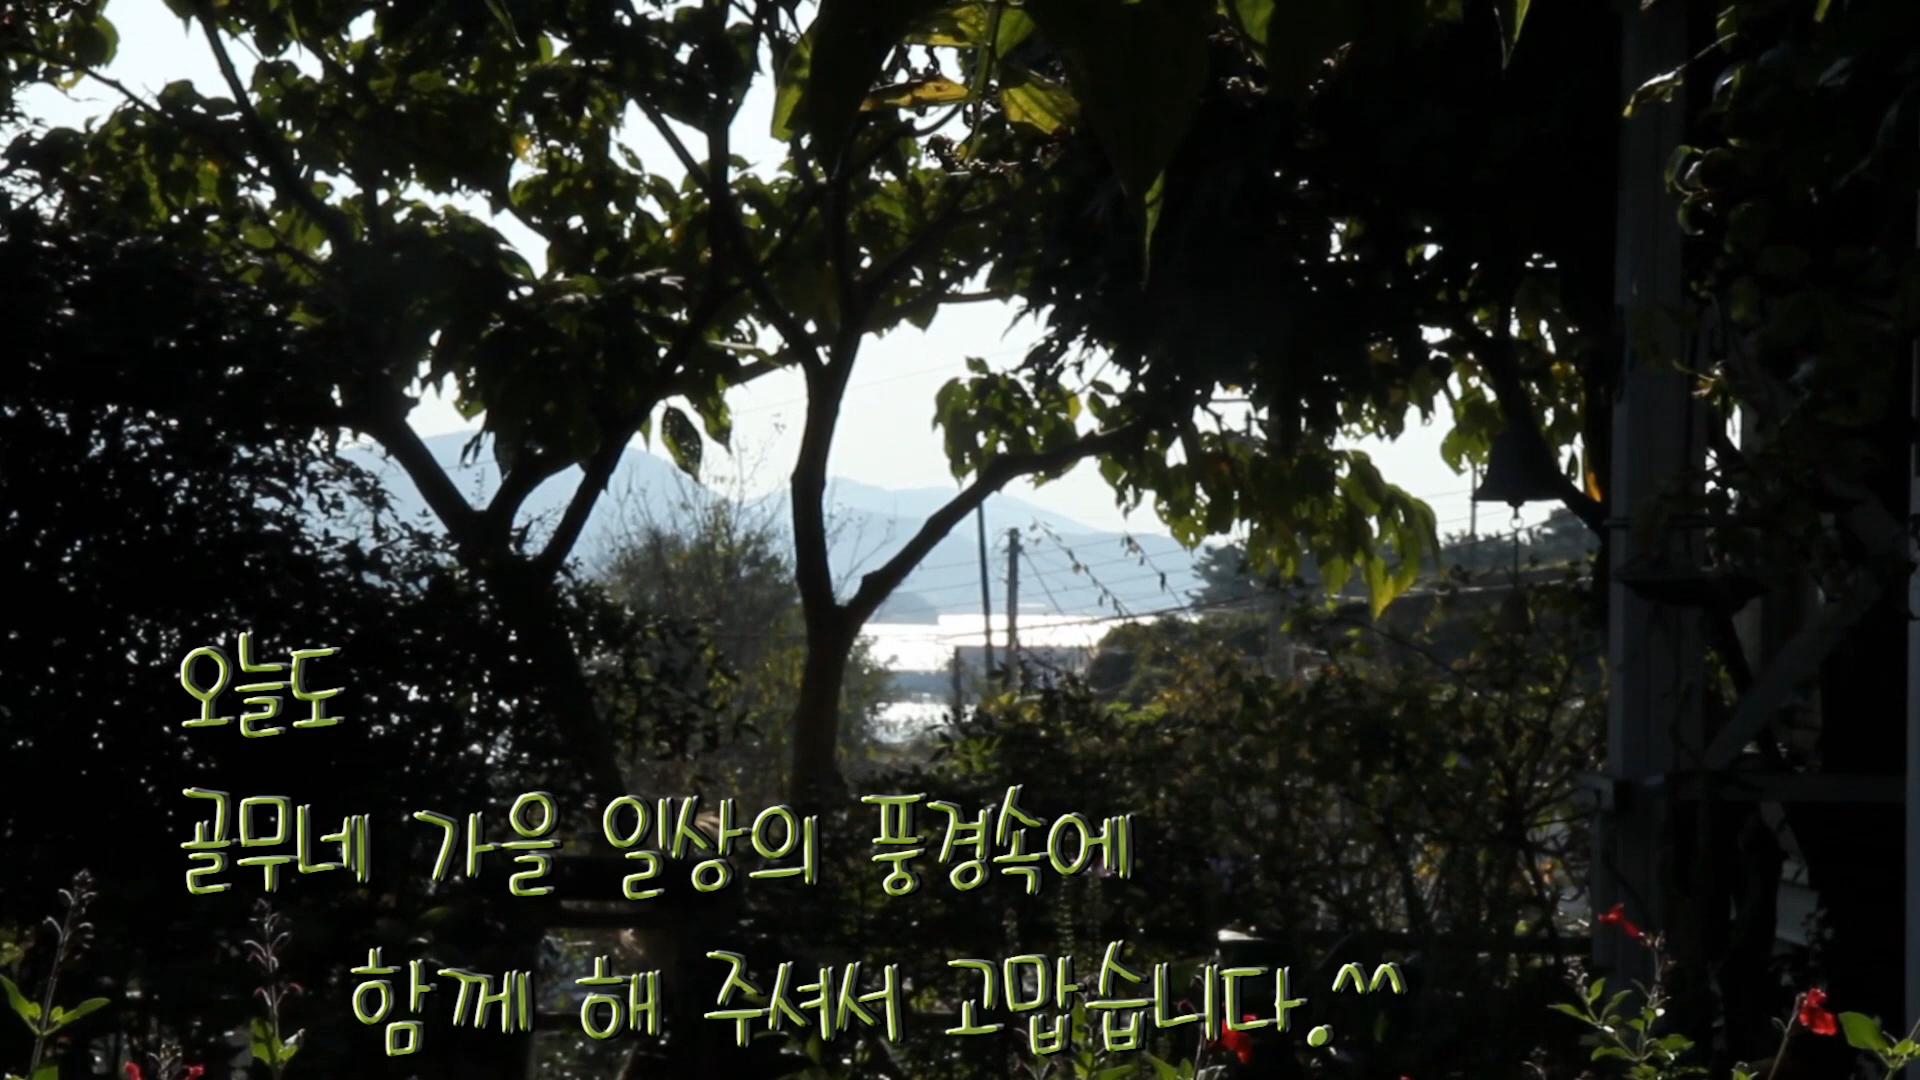 오늘도
골무네 가을 일상의 풍경속에
함께 해 주셔서 고맙습니다.^^